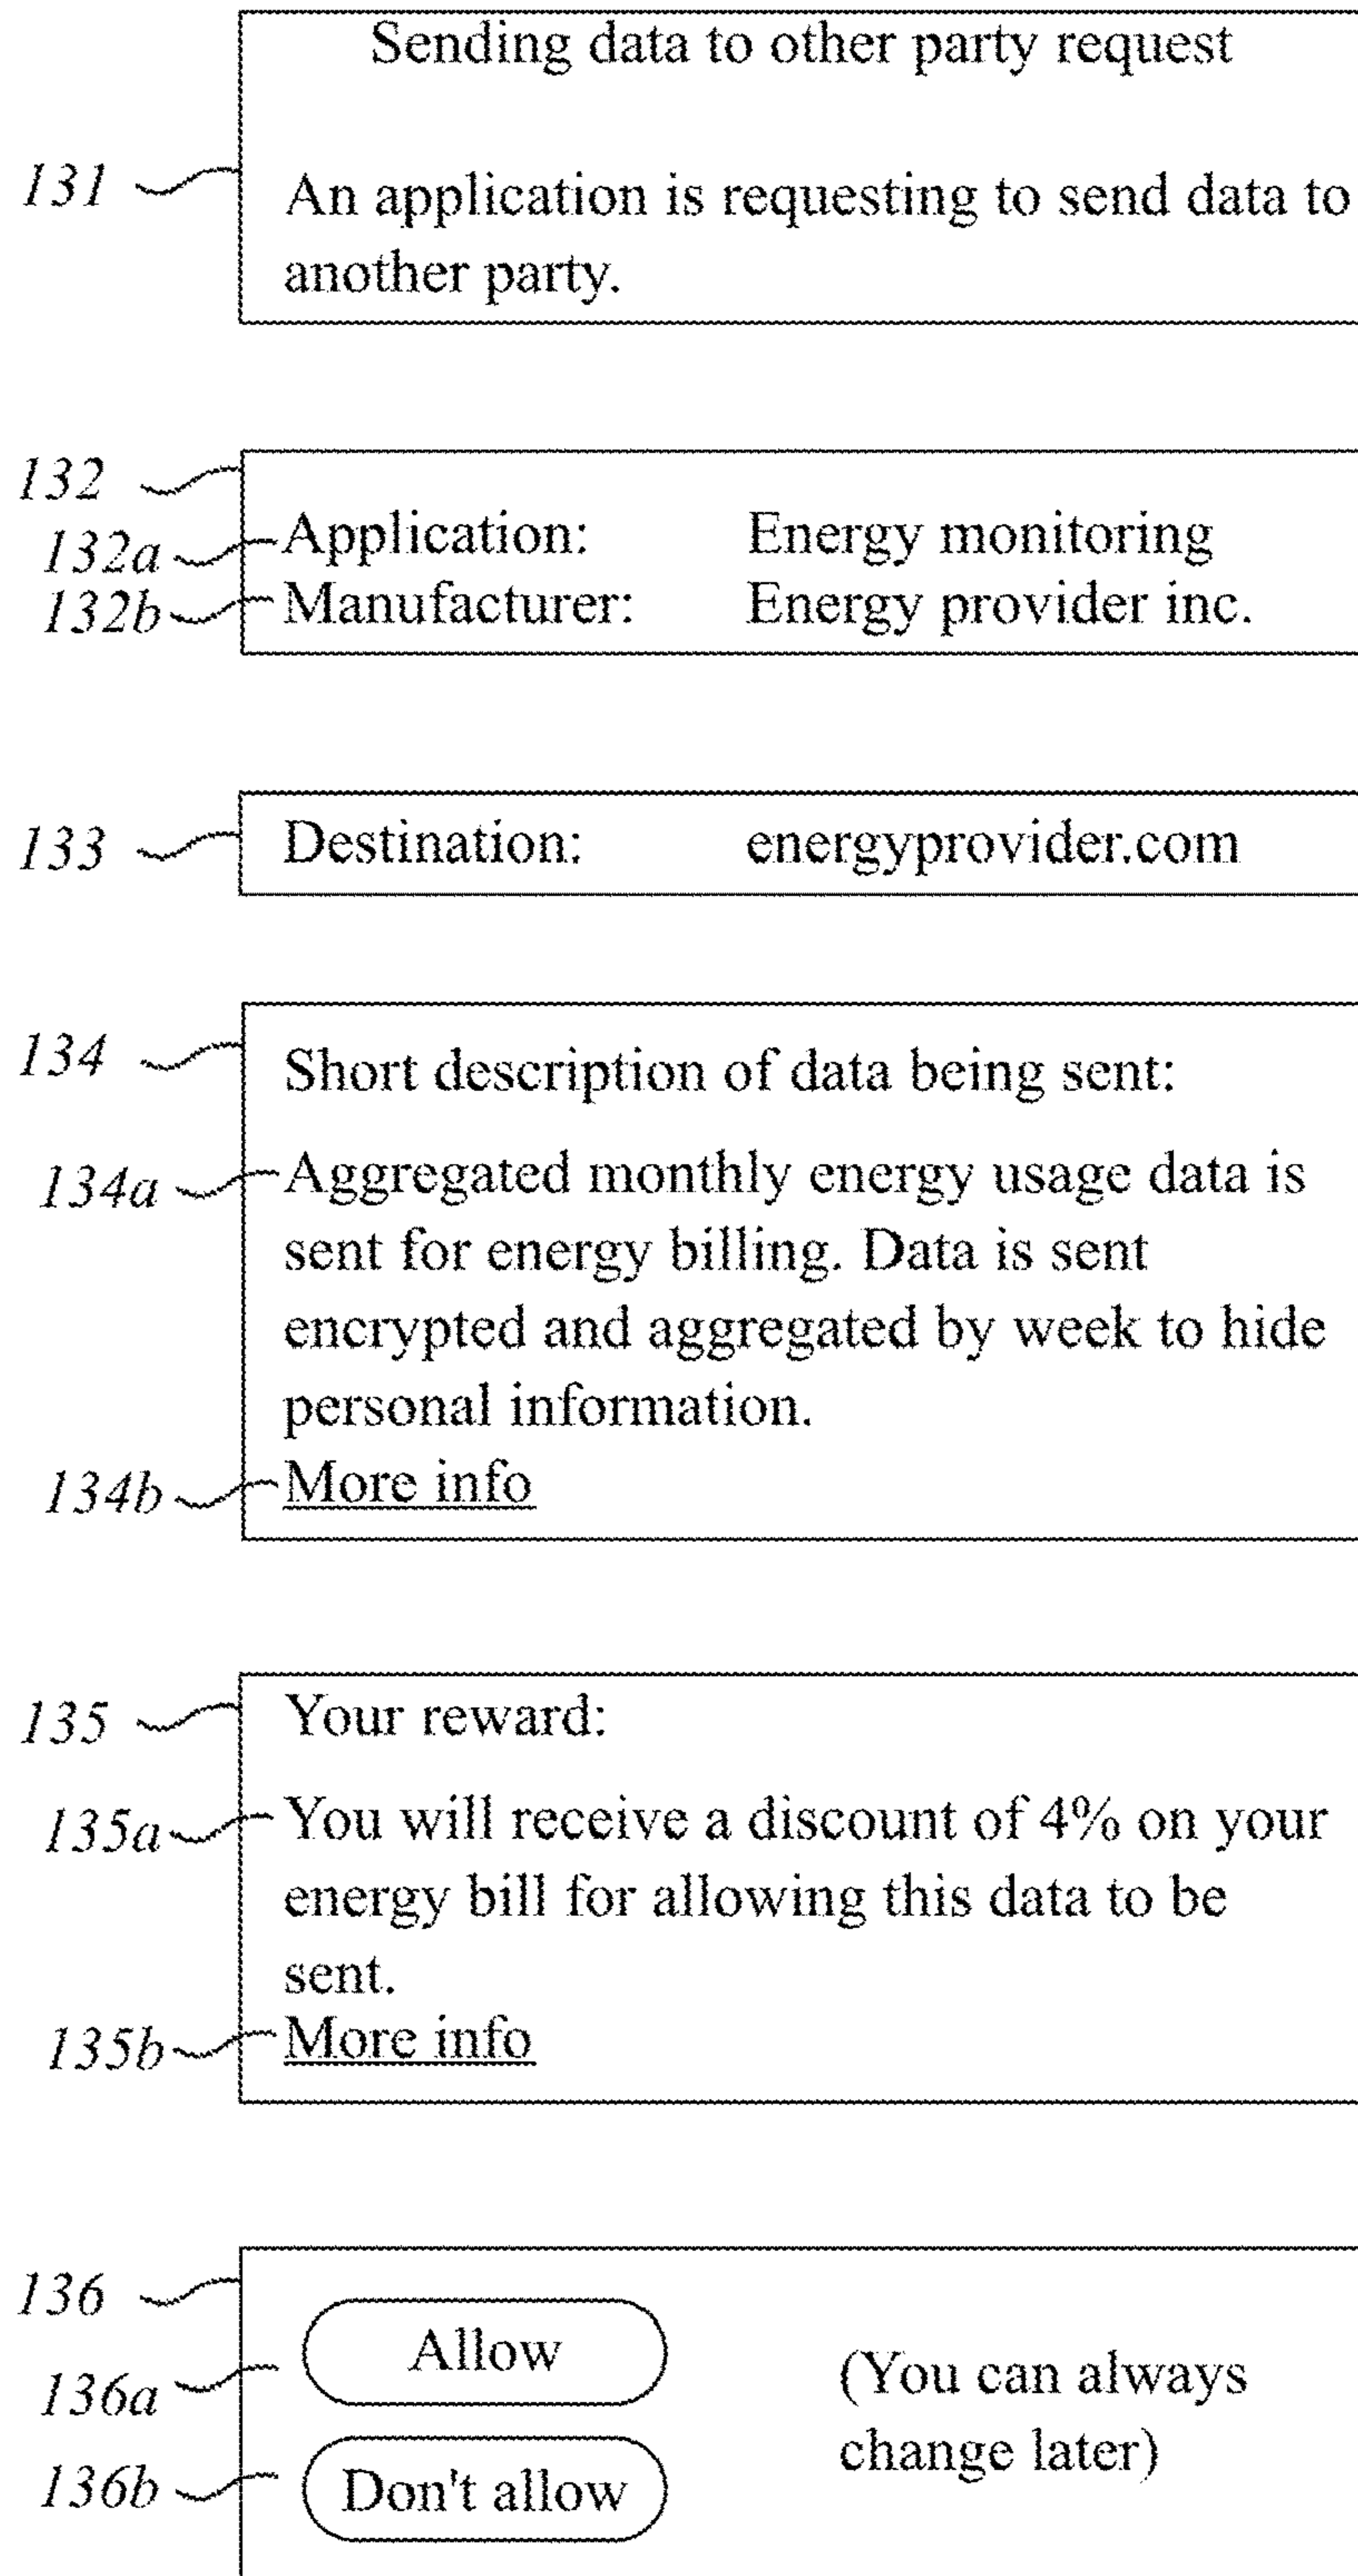 Sending data to other party request
131
An application is requesting to send data to
another party.
132
132a Application: Energy monitoring
132b Manufacturer: Energy provider inc.
133 Destination: energyprovider.com
134
Short description of data being sent:
134a Aggregated monthly energy usage data is
sent for energy billing. Data is sent
encrypted and aggregated by week to hide
personal information.
134b More info
135 Your reward:
135a You will receive a discount of 4% on your
energy bill for allowing this data to be
sent.
135b More info
136
136a Allow
136b Don't allow
(You can always
change later)